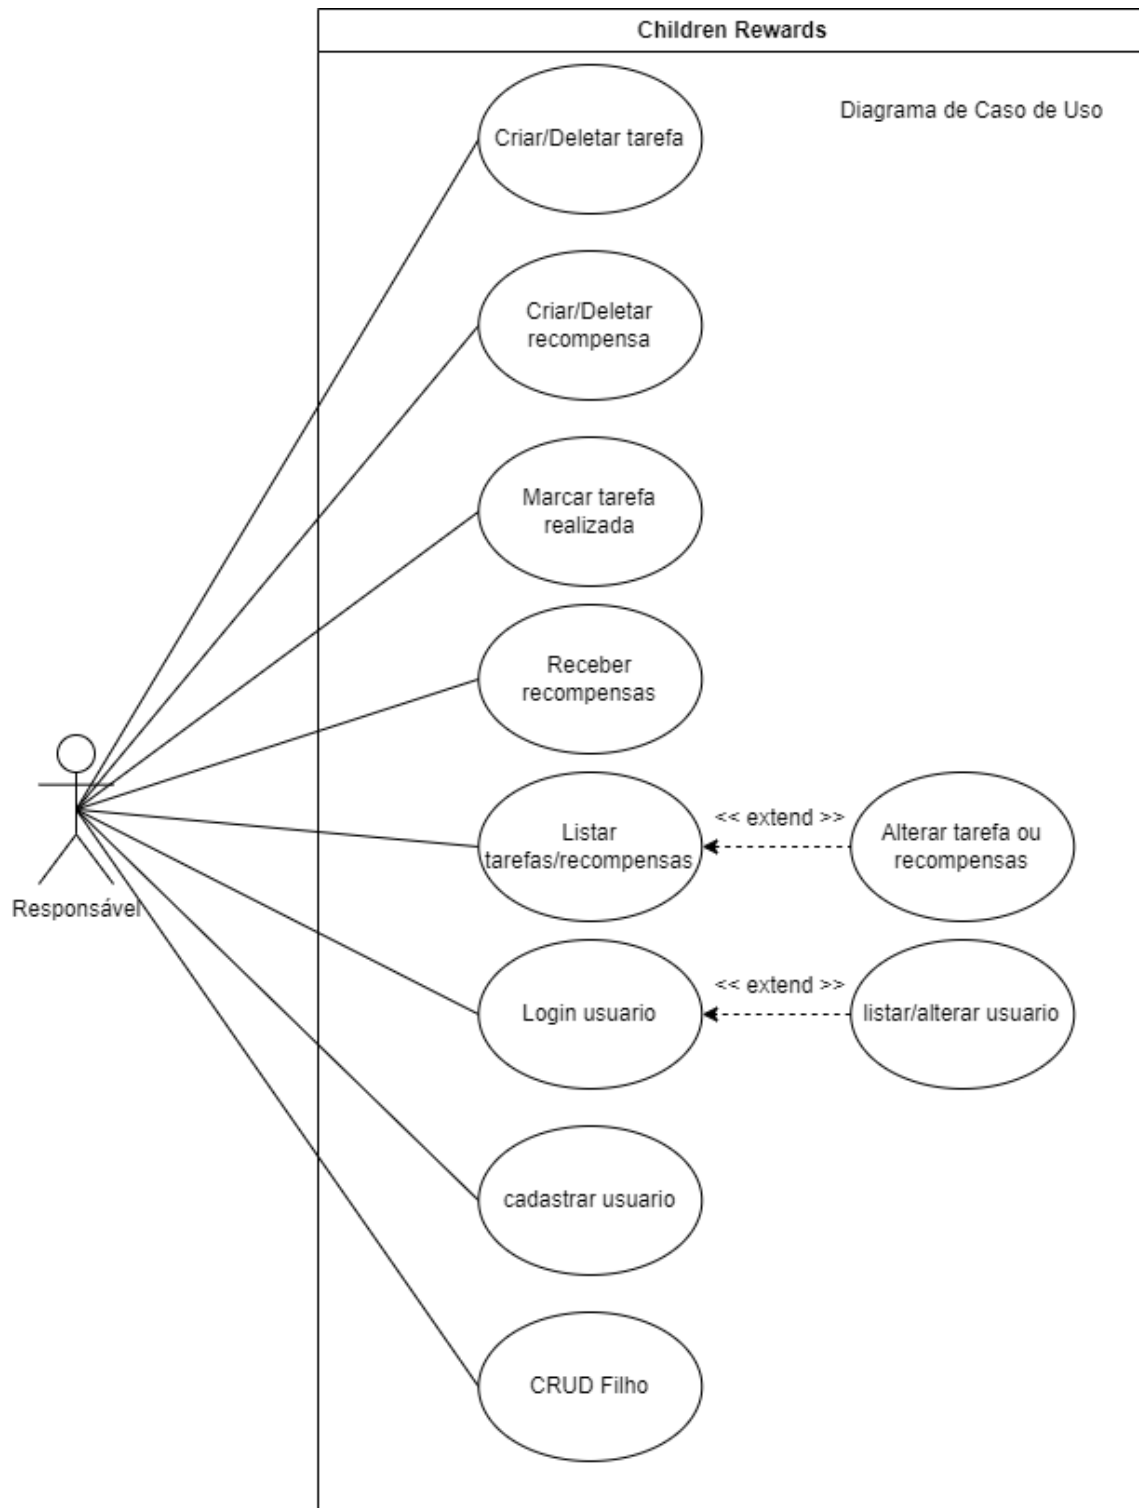 Children Rewards
Diagrama de Caso de Uso
Criar/Deletar tarefa
Criar/Deletar
recompensa
Marcar tarefa
realizada
Receber
recompensas
Listar
tarefas/recompensas
<< extend >>
Alterar tarefa ou
recompensas
Responsável
Login usuario
<< extend >>
listar/alterar usuario
cadastrar usuario
CRUD Filho